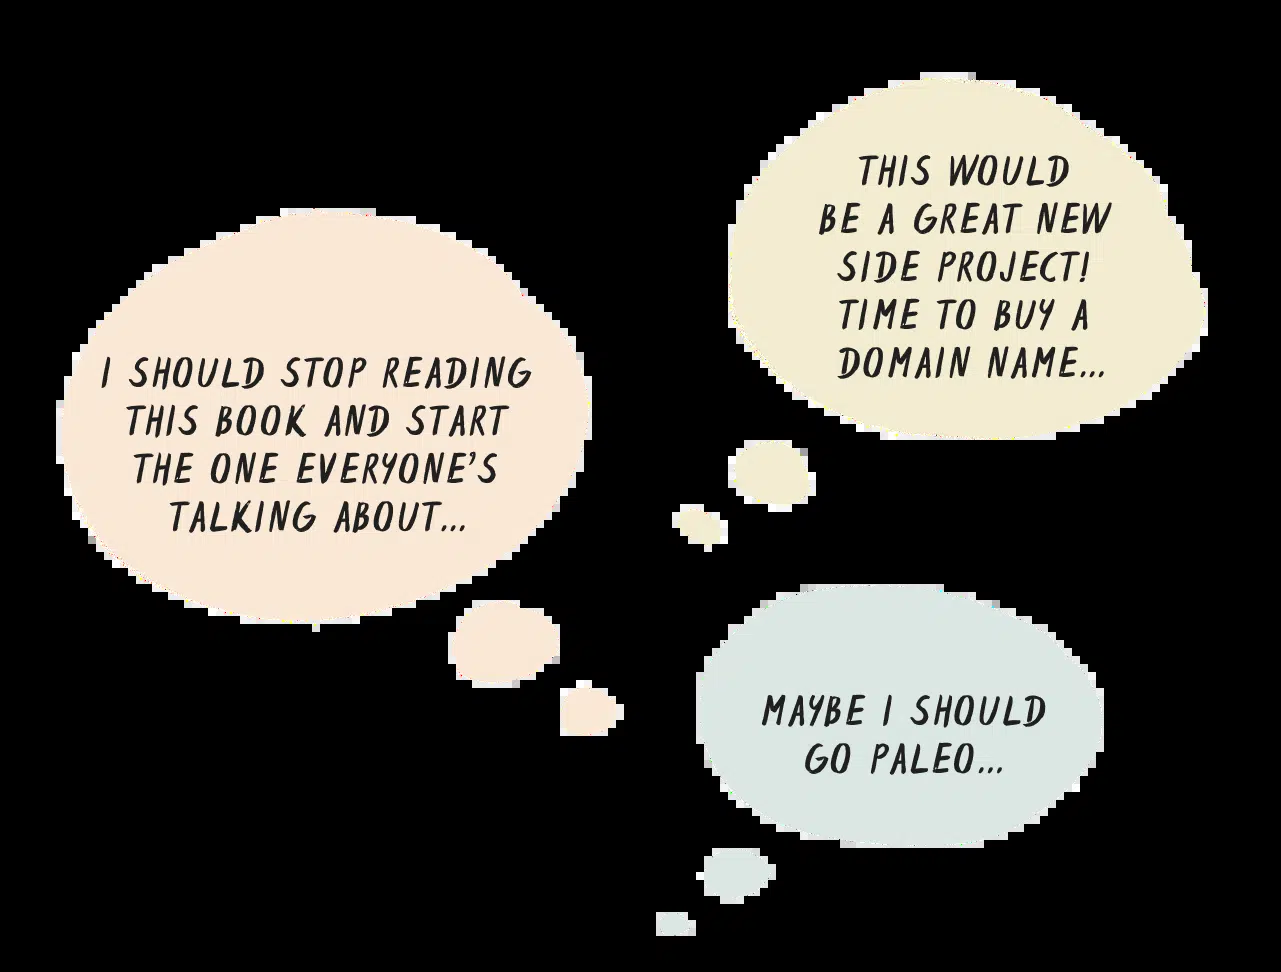 THIS WOULD
BE A GREAT NEW
SIDE PROJECT!
TIME TO BUY A
DOMAIN NAME...
I SHOULD STOP READING
THIS BOOK AND START
THE ONE EVERYONE'S
TALKING ABOUT...
MAYBE I SHOULD
GO PALEO...